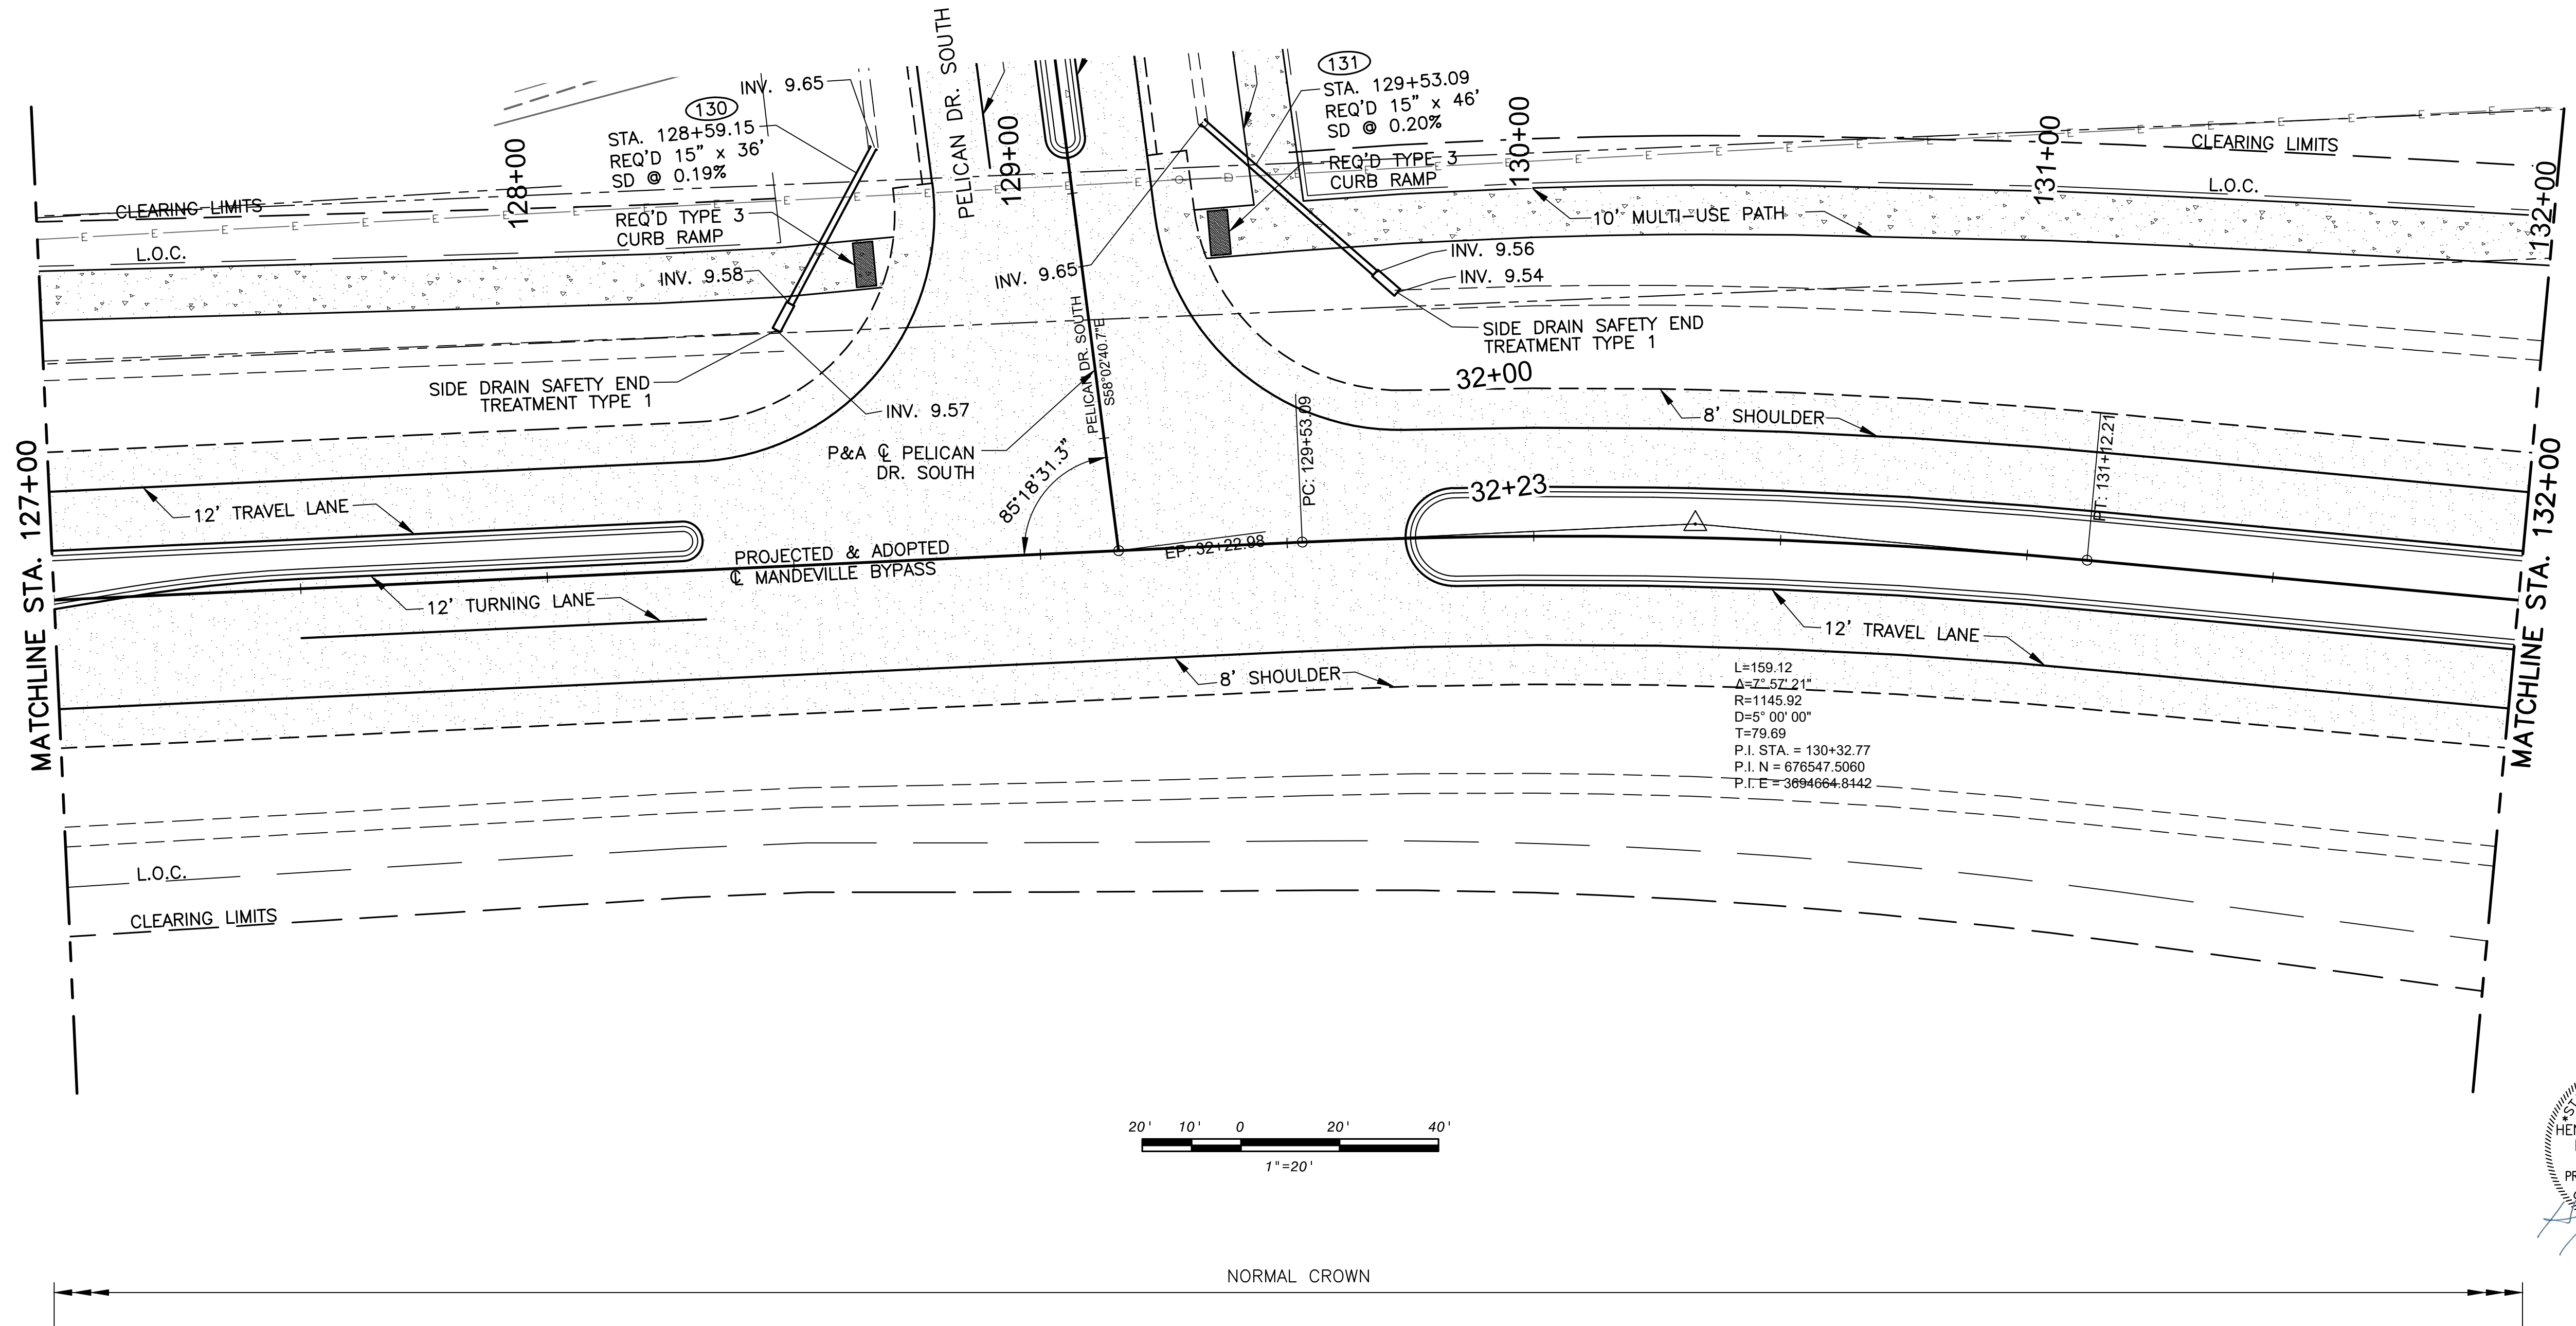 PELICAN DR. SOUTH
INV. 9.65
130
STA. 128+59.15
REQ'D 15" x 36'
SD @ 0.19%
131
STA. 129+53.09
REQ'D 15" x 46'
SD @ 0.20%
128+00
129+00
130+00
131+00
132+00
CLEARING LIMITS
E E E E E E E E E E E E
REQ'D TYPE 3
CURB RAMP
REQ'D TYPE 3
CURB RAMP
CLEARING LIMITS
L.O.C.
L.O.C.
10' MULTI-USE PATH
INV. 9.58
INV. 9.65
INV. 9.56
INV. 9.54
SIDE DRAIN SAFETY END
TREATMENT TYPE 1
SIDE DRAIN SAFETY END
TREATMENT TYPE 1
INV. 9.57
PELICAN DR. SOUTH
S58°02'40.7"E
32+00
8' SHOULDER
P&A ℄ PELICAN
DR. SOUTH
85°18'31.3"
PC: 129+53.09
PT: 131+12.21
32+23
MATCHLINE STA. 127+00
MATCHLINE STA. 132+00
12' TRAVEL LANE
PROJECTED & ADOPTED
℄ MANDEVILLE BYPASS
EP: 32+22.98
12' TURNING LANE
12' TRAVEL LANE
8' SHOULDER
L=159.12
Δ=7° 57' 21"
R=1145.92
D=5° 00' 00"
T=79.69
P.I. STA. = 130+32.77
P.I. N = 676547.5060
P.I. E = 3694664.8142
L.O.C.
CLEARING LIMITS
20' 10' 0 20' 40'
1"=20'
NORMAL CROWN